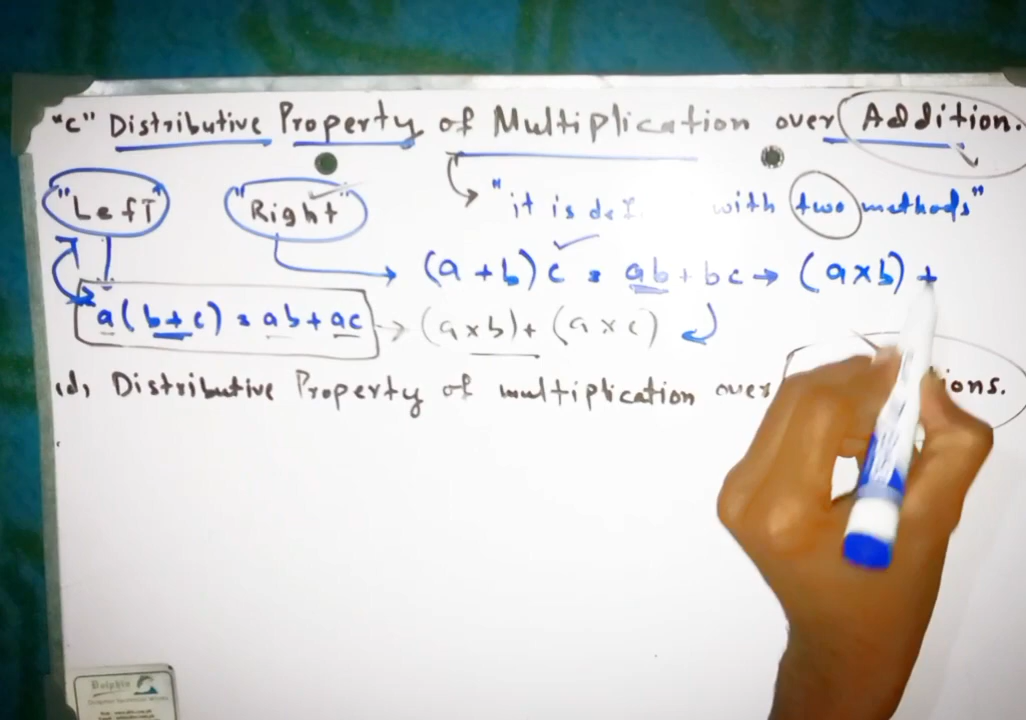 "c" Distributive Property of Multiplication over Addition.
"Left" "Right" "it is with two methods"
(a + b) c = ab + bc → (a×b) +
a (b + c) = ab + ac → (a × b) + (a × c)
(d) Distributive Property of multiplication over ions.
Dolphin